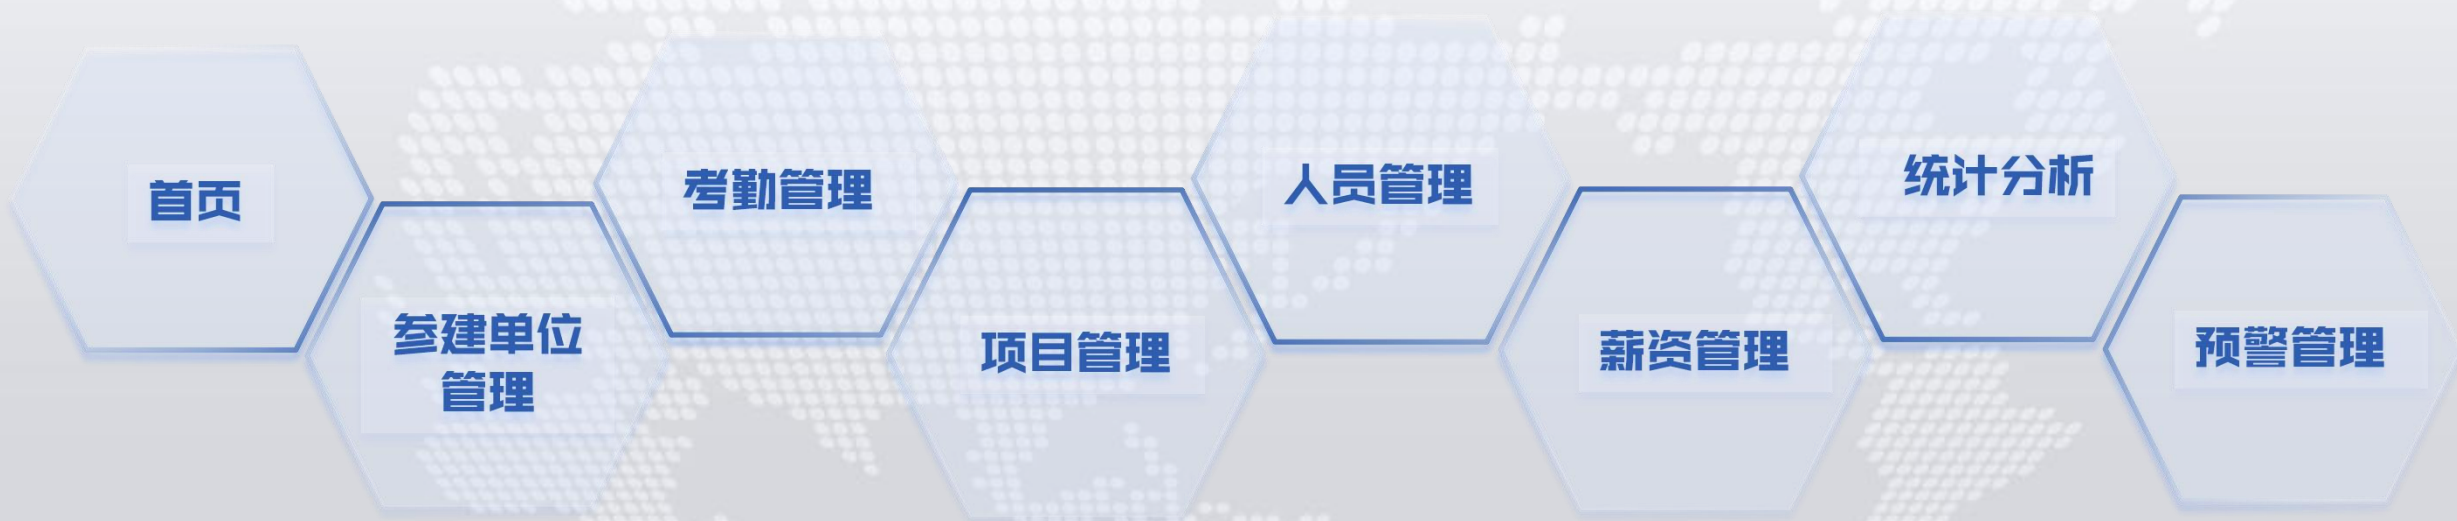 首页
参建单位
管理
考勤管理
项目管理
人员管理
薪资管理
统计分析
预警管理